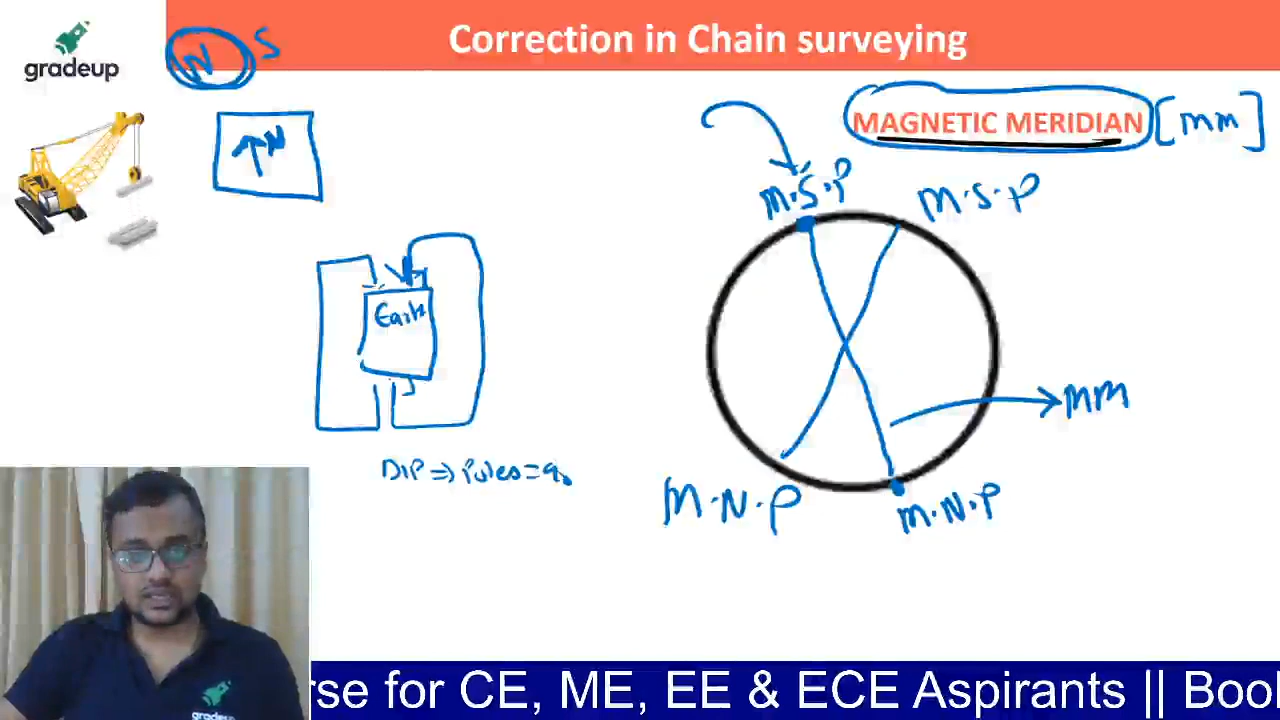 Correction in Chain surveying
gradeup
N S
↑N
MAGNETIC MERIDIAN [mm]
M.S.P
M.S.P
Earth
MM
DIP ⇒ Poles = 90
M.N.P
M.N.P
gradeup
rse for CE, ME, EE & ECE Aspirants || Boo